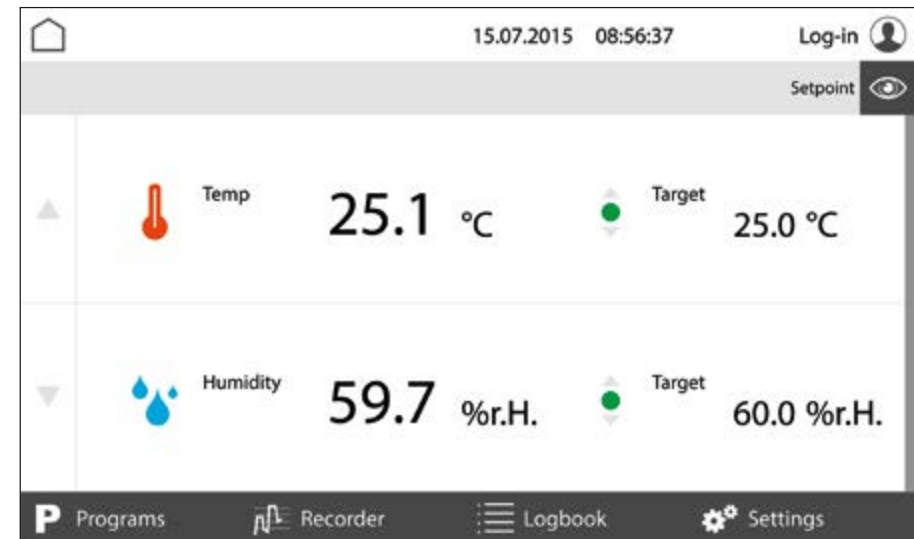 15.07.2015 08:56:37 Log-in
Setpoint
Temp 25.1 °C Target 25.0 °C
Humidity 59.7 %r.H. Target 60.0 %r.H.
P Programs Recorder Logbook Settings